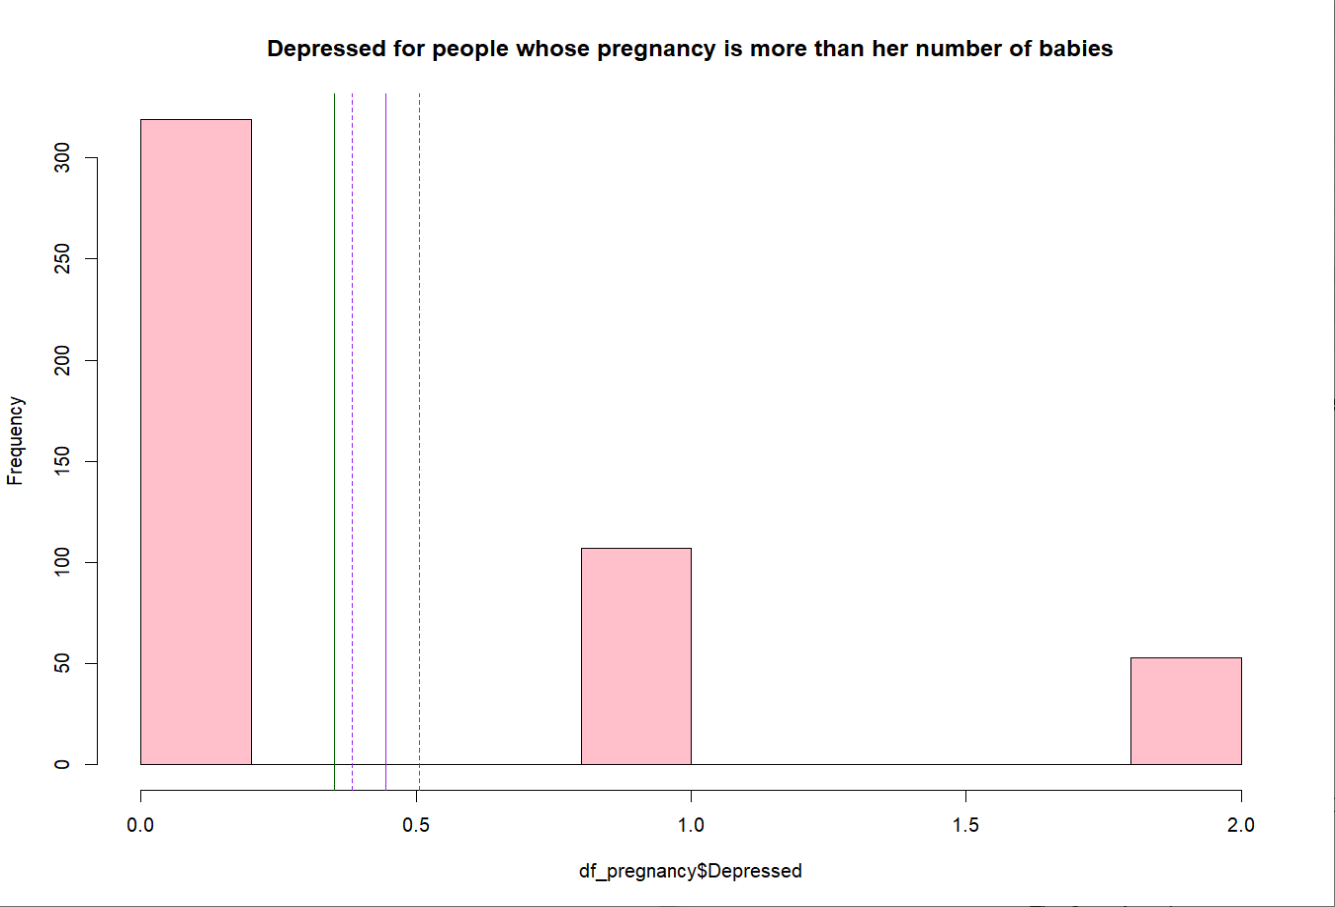 Depressed for people whose pregnancy is more than her number of babies
Frequency
300
250
200
150
100
50
0
0.0 0.5 1.0 1.5 2.0
df_pregnancy$Depressed